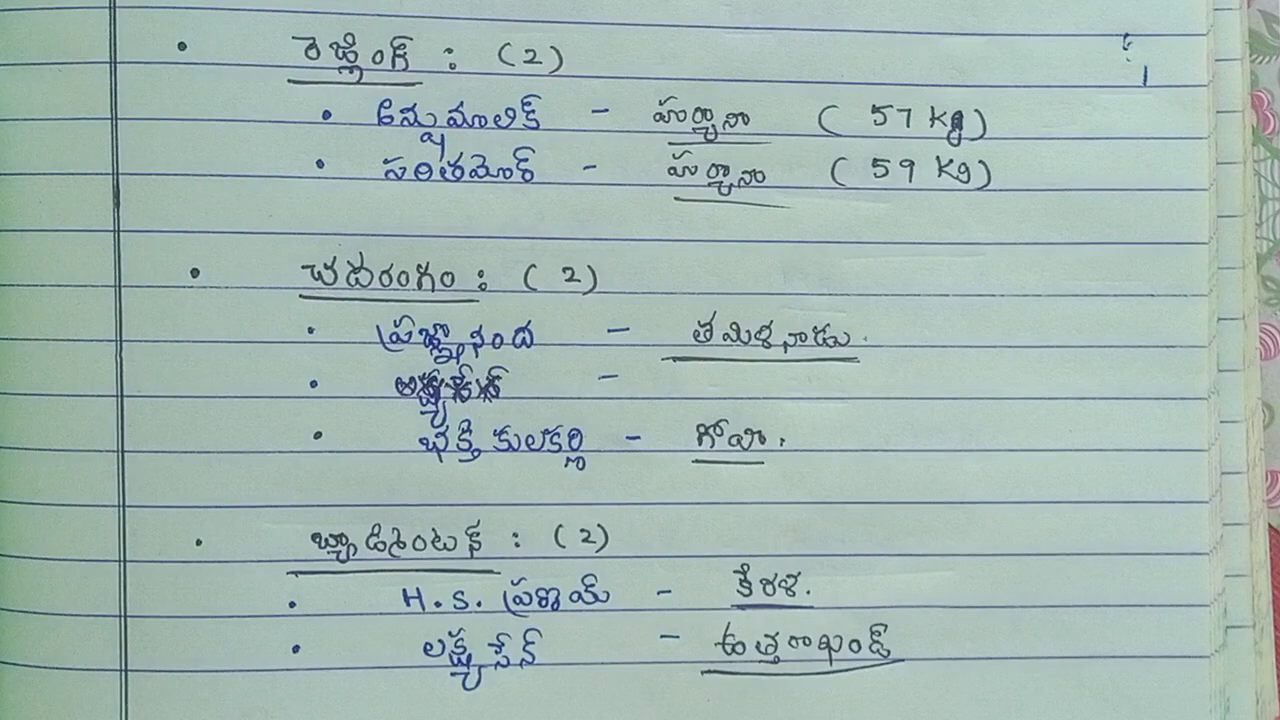 • రెజ్లింగ్ : (2)
• అన్షుమాలిక్ - హర్యానా (57 kg)
• సరితమోర్ - హర్యానా (59 kg)
• చదరంగం : (2)
• ప్రజ్ఞానంద - తమిళనాడు.
• -
• భక్తి కులకర్ణి - గోవా.
• బ్యాడ్మింటన్ : (2)
• H.S. ప్రణయ్ - కేరళ.
• లక్ష్యసేన్ - ఉత్తరాఖండ్